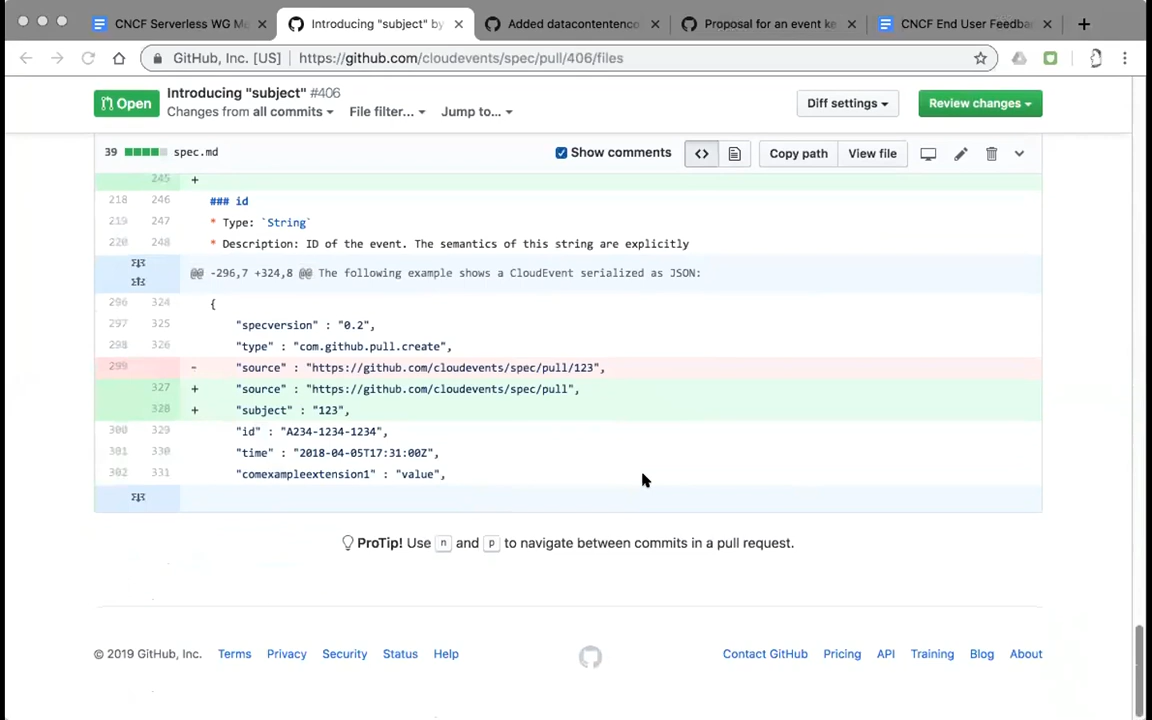 CNCF Serverless WG Me
Introducing "subject" by
Added datacontentenco
Proposal for an event ke
CNCF End User Feedba
GitHub, Inc. [US]
https://github.com/cloudevents/spec/pull/406/files
Open
Introducing "subject" #406
Changes from all commits
File filter...
Jump to...
Diff settings
Review changes
39 spec.md
Show comments
<>
Copy path
View file
245 +
218 246 ### id
219 247 * Type: `String`
220 248 * Description: ID of the event. The semantics of this string are explicitly
@@ -296,7 +324,8 @@ The following example shows a CloudEvent serialized as JSON:
296 324 {
297 325 "specversion" : "0.2",
298 326 "type" : "com.github.pull.create",
299 - "source" : "https://github.com/cloudevents/spec/pull/123",
327 + "source" : "https://github.com/cloudevents/spec/pull",
328 + "subject" : "123",
300 329 "id" : "A234-1234-1234",
301 330 "time" : "2018-04-05T17:31:00Z",
302 331 "comexampleextension1" : "value",
ProTip! Use n and p to navigate between commits in a pull request.
© 2019 GitHub, Inc.
Terms
Privacy
Security
Status
Help
Contact GitHub
Pricing
API
Training
Blog
About